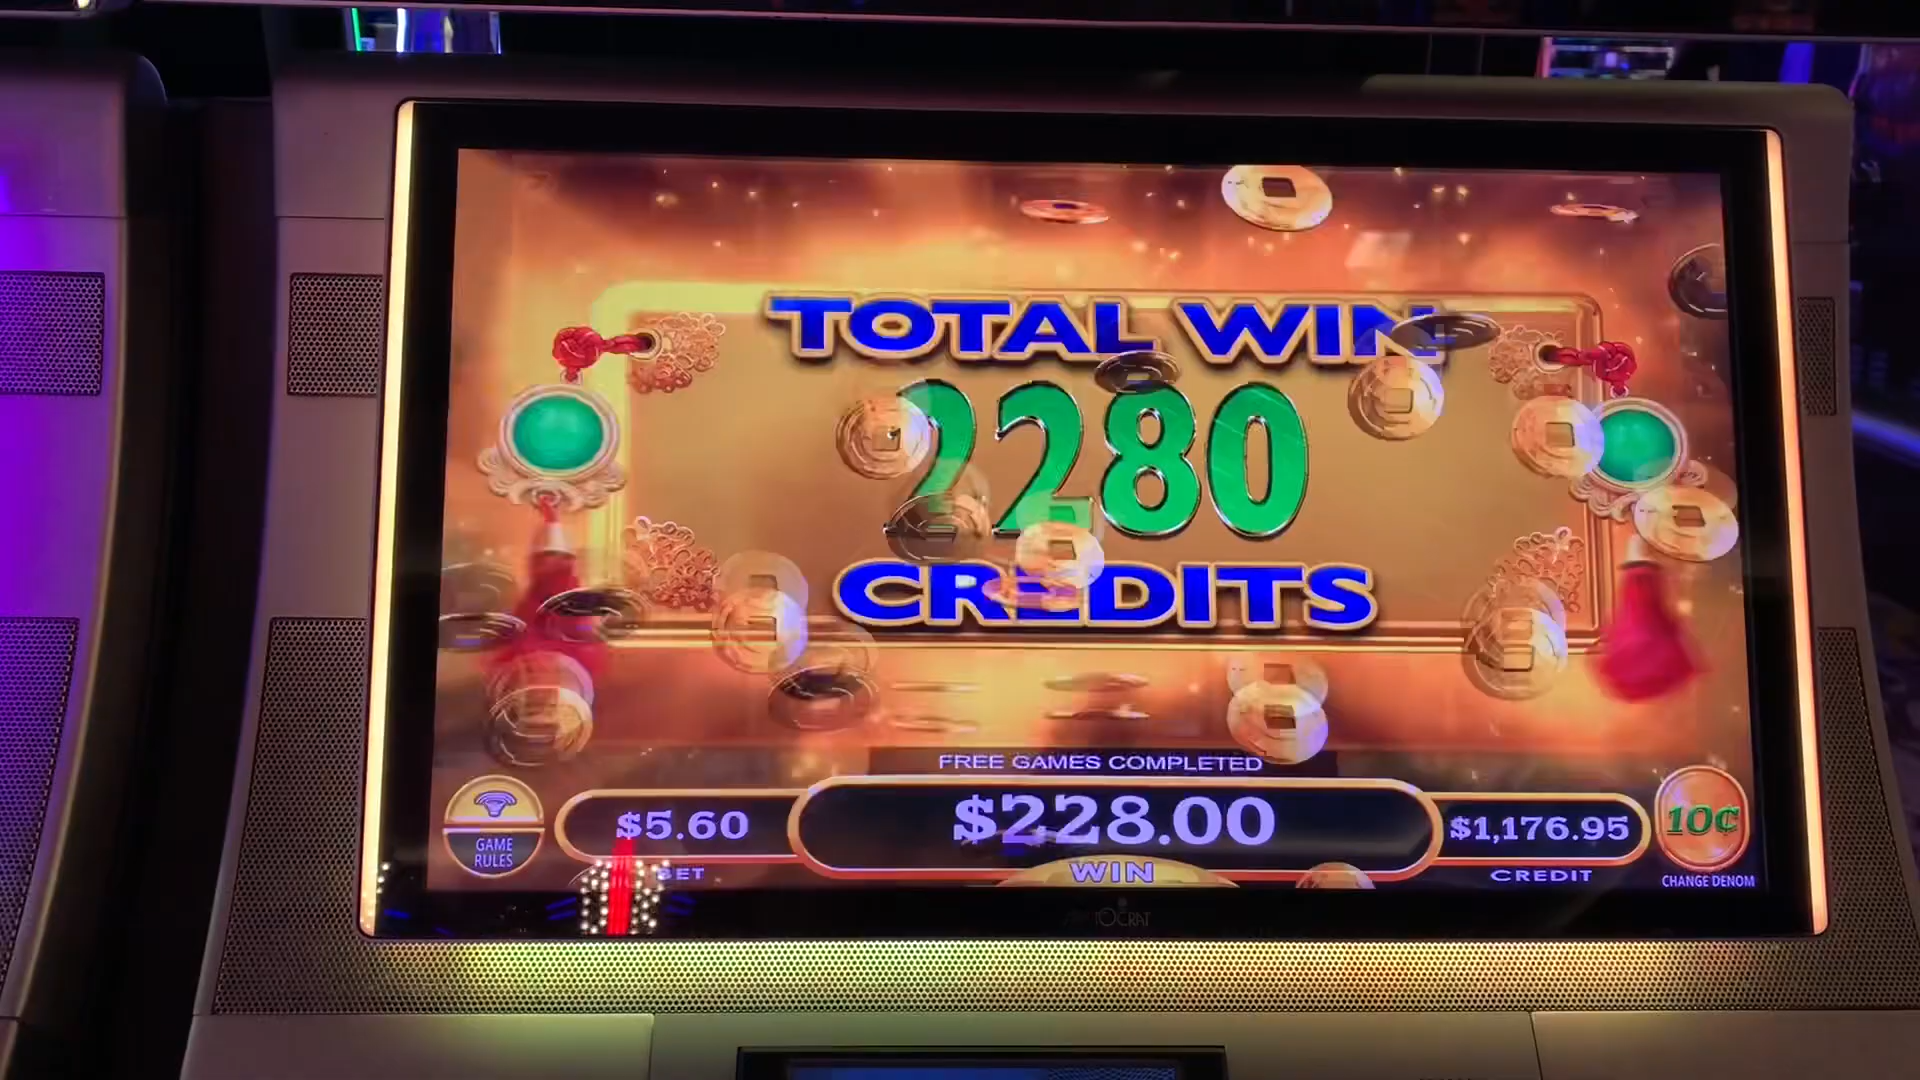 TOTAL WIN
2280
CREDITS
FREE GAMES COMPLETED
GAME
RULES
$5.60
BET
$228.00
WIN
$1,176.95
CREDIT
10¢
CHANGE DENOM
ARISTOCRAT